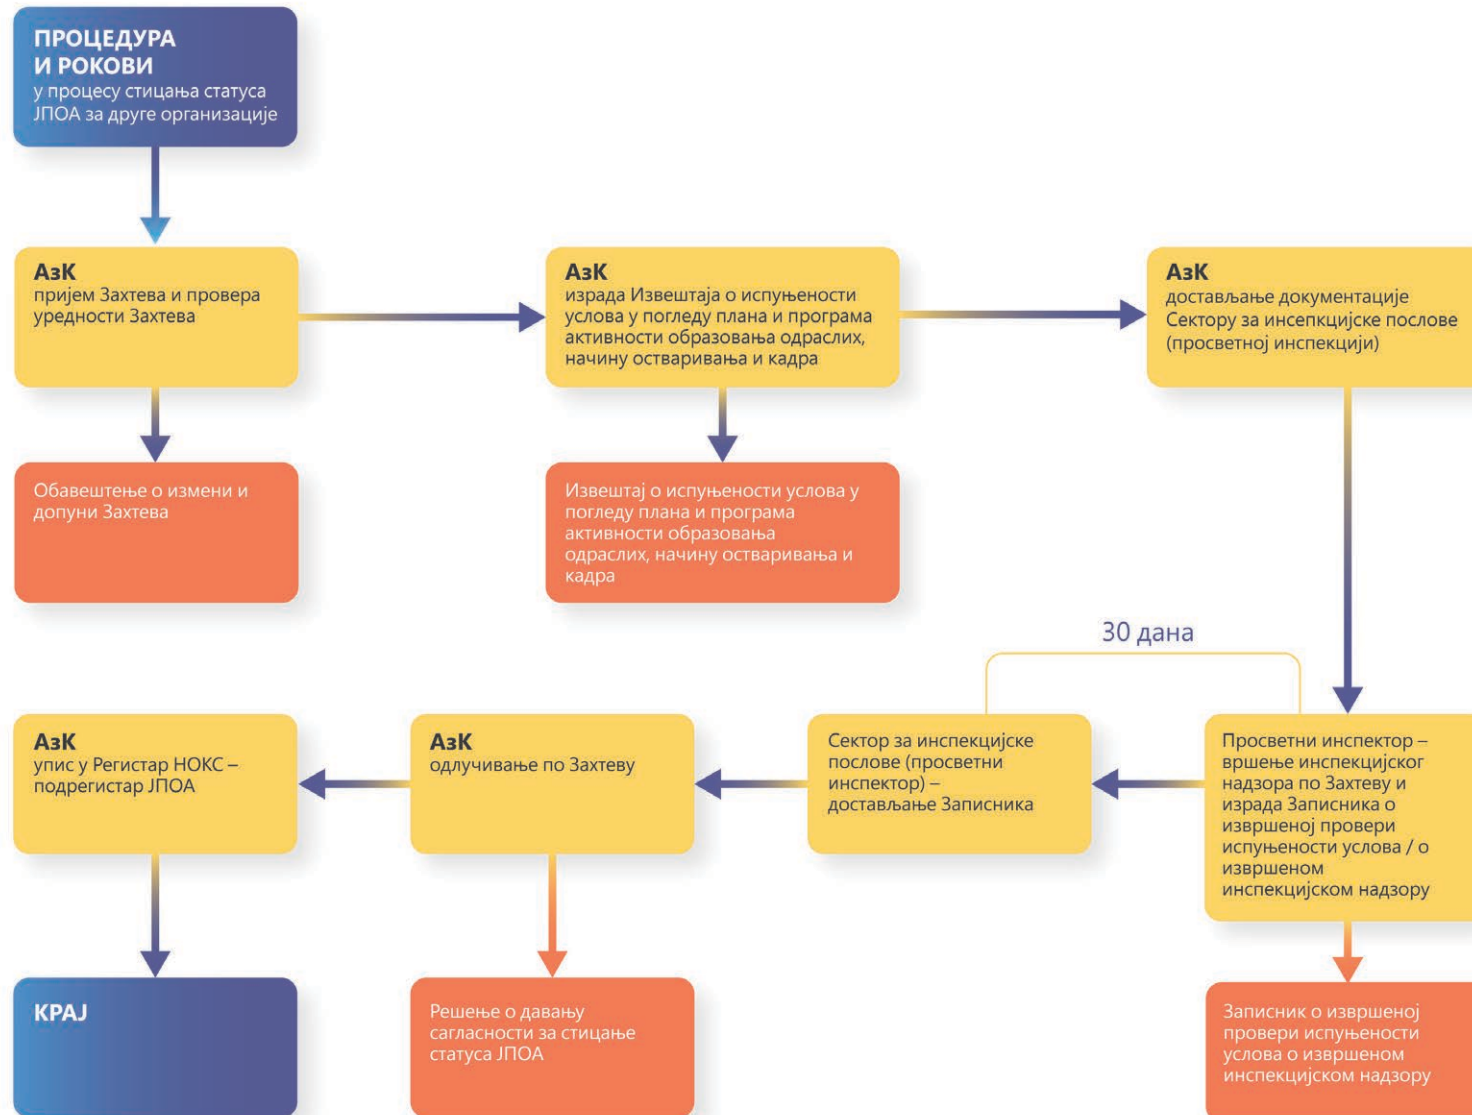 ПРОЦЕДУРА
И РОКОВИ
у процесу стицања статуса
ЈПОА за друге организације
АзК
пријем Захтева и провера
уредности Захтева
АзК
израда Извештаја о испуњености
услова у погледу плана и програма
активности образовања одраслих,
начину остваривања и кадра
АзК
достављање документације
Сектору за инсепкцијске послове
(просветној инспекцији)
Обавештење о измени и
допуни Захтева
Извештај о испуњености услова у
погледу плана и програма
активности образовања
одраслих, начину остваривања и
кадра
30 дана
АзК
упис у Регистар НОКС –
подрегистар ЈПОА
АзК
одлучивање по Захтеву
Сектор за инспекцијске
послове (просветни
инспектор) –
достављање Записника
Просветни инспектор –
вршење инспекцијског
надзора по Захтеву и
израда Записника о
извршеној провери
испуњености услова / о
извршеном
инспекцијском надзору
КРАЈ
Решење о давању
сагласности за стицање
статуса ЈПОА
Записник о извршеној
провери испуњености
услова о извршеном
инспекцијском надзору